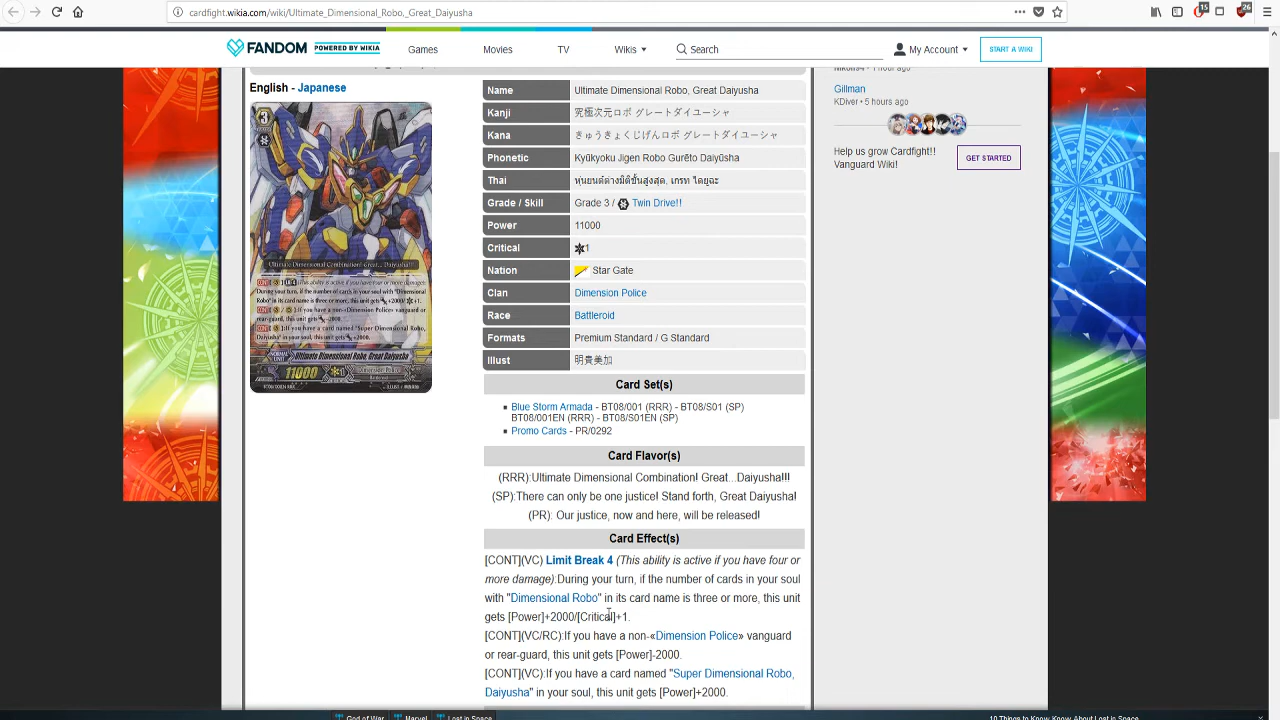 cardfight.wikia.com/wiki/Ultimate_Dimensional_Robo,_Great_Daiyusha
15
26
FANDOM POWERED BY WIKIA
Games
Movies
TV
Wikis
Search
My Account
START A WIKI
English - Japanese
3
Ultimate Dimensional Combination! Great... Daiyusha!!!
Ultimate Dimensional Robo, Great Daiyusha
11000
Name Ultimate Dimensional Robo, Great Daiyusha
Kanji 究極次元ロボ グレートダイユーシャ
Kana きゅうきょくじげんロボ グレートダイユーシャ
Phonetic Kyūkyoku Jigen Robo Gurēto Daiyūsha
Thai หุ่นยนต์ต่างมิติขั้นสูงสุด, เกรท ไดยูฉะ
Grade / Skill Grade 3 / Twin Drive!!
Power 11000
Critical 1
Nation Star Gate
Clan Dimension Police
Race Battleroid
Formats Premium Standard / G Standard
Illust 明貴美加
Card Set(s)
Blue Storm Armada - BT08/001 (RRR) - BT08/S01 (SP)
BT08/001EN (RRR) - BT08/S01EN (SP)
Promo Cards - PR/0292
Card Flavor(s)
(RRR):Ultimate Dimensional Combination! Great...Daiyusha!!!
(SP):There can only be one justice! Stand forth, Great Daiyusha!
(PR): Our justice, now and here, will be released!
Card Effect(s)
[CONT](VC) Limit Break 4 (This ability is active if you have four or
more damage):During your turn, if the number of cards in your soul
with "Dimensional Robo" in its card name is three or more, this unit
gets [Power]+2000/[Critical]+1.
[CONT](VC/RC):If you have a non-«Dimension Police» vanguard
or rear-guard, this unit gets [Power]-2000.
[CONT](VC):If you have a card named "Super Dimensional Robo,
Daiyusha" in your soul, this unit gets [Power]+2000.
Gillman
KDiver • 5 hours ago
Help us grow Cardfight!!
Vanguard Wiki!
GET STARTED
God of War
Marvel
Lost in Space
10 Things to Know About Lost in Space